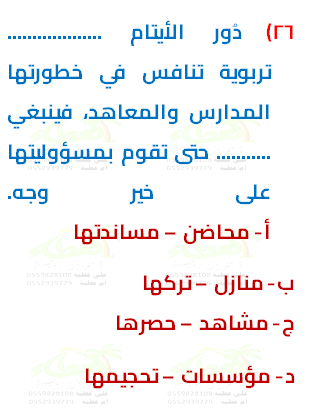 ٢٦) دُور الأيتام ...................
تربوية تنافس في خطورتها
المدارس والمعاهد، فينبغي
........... حتى تقوم بمسؤوليتها
على خير وجه.
أ- محاضن – مساندتها
ب- منازل – تركها
ج- مشاهد – حصرها
د- مؤسسات – تحجيمها